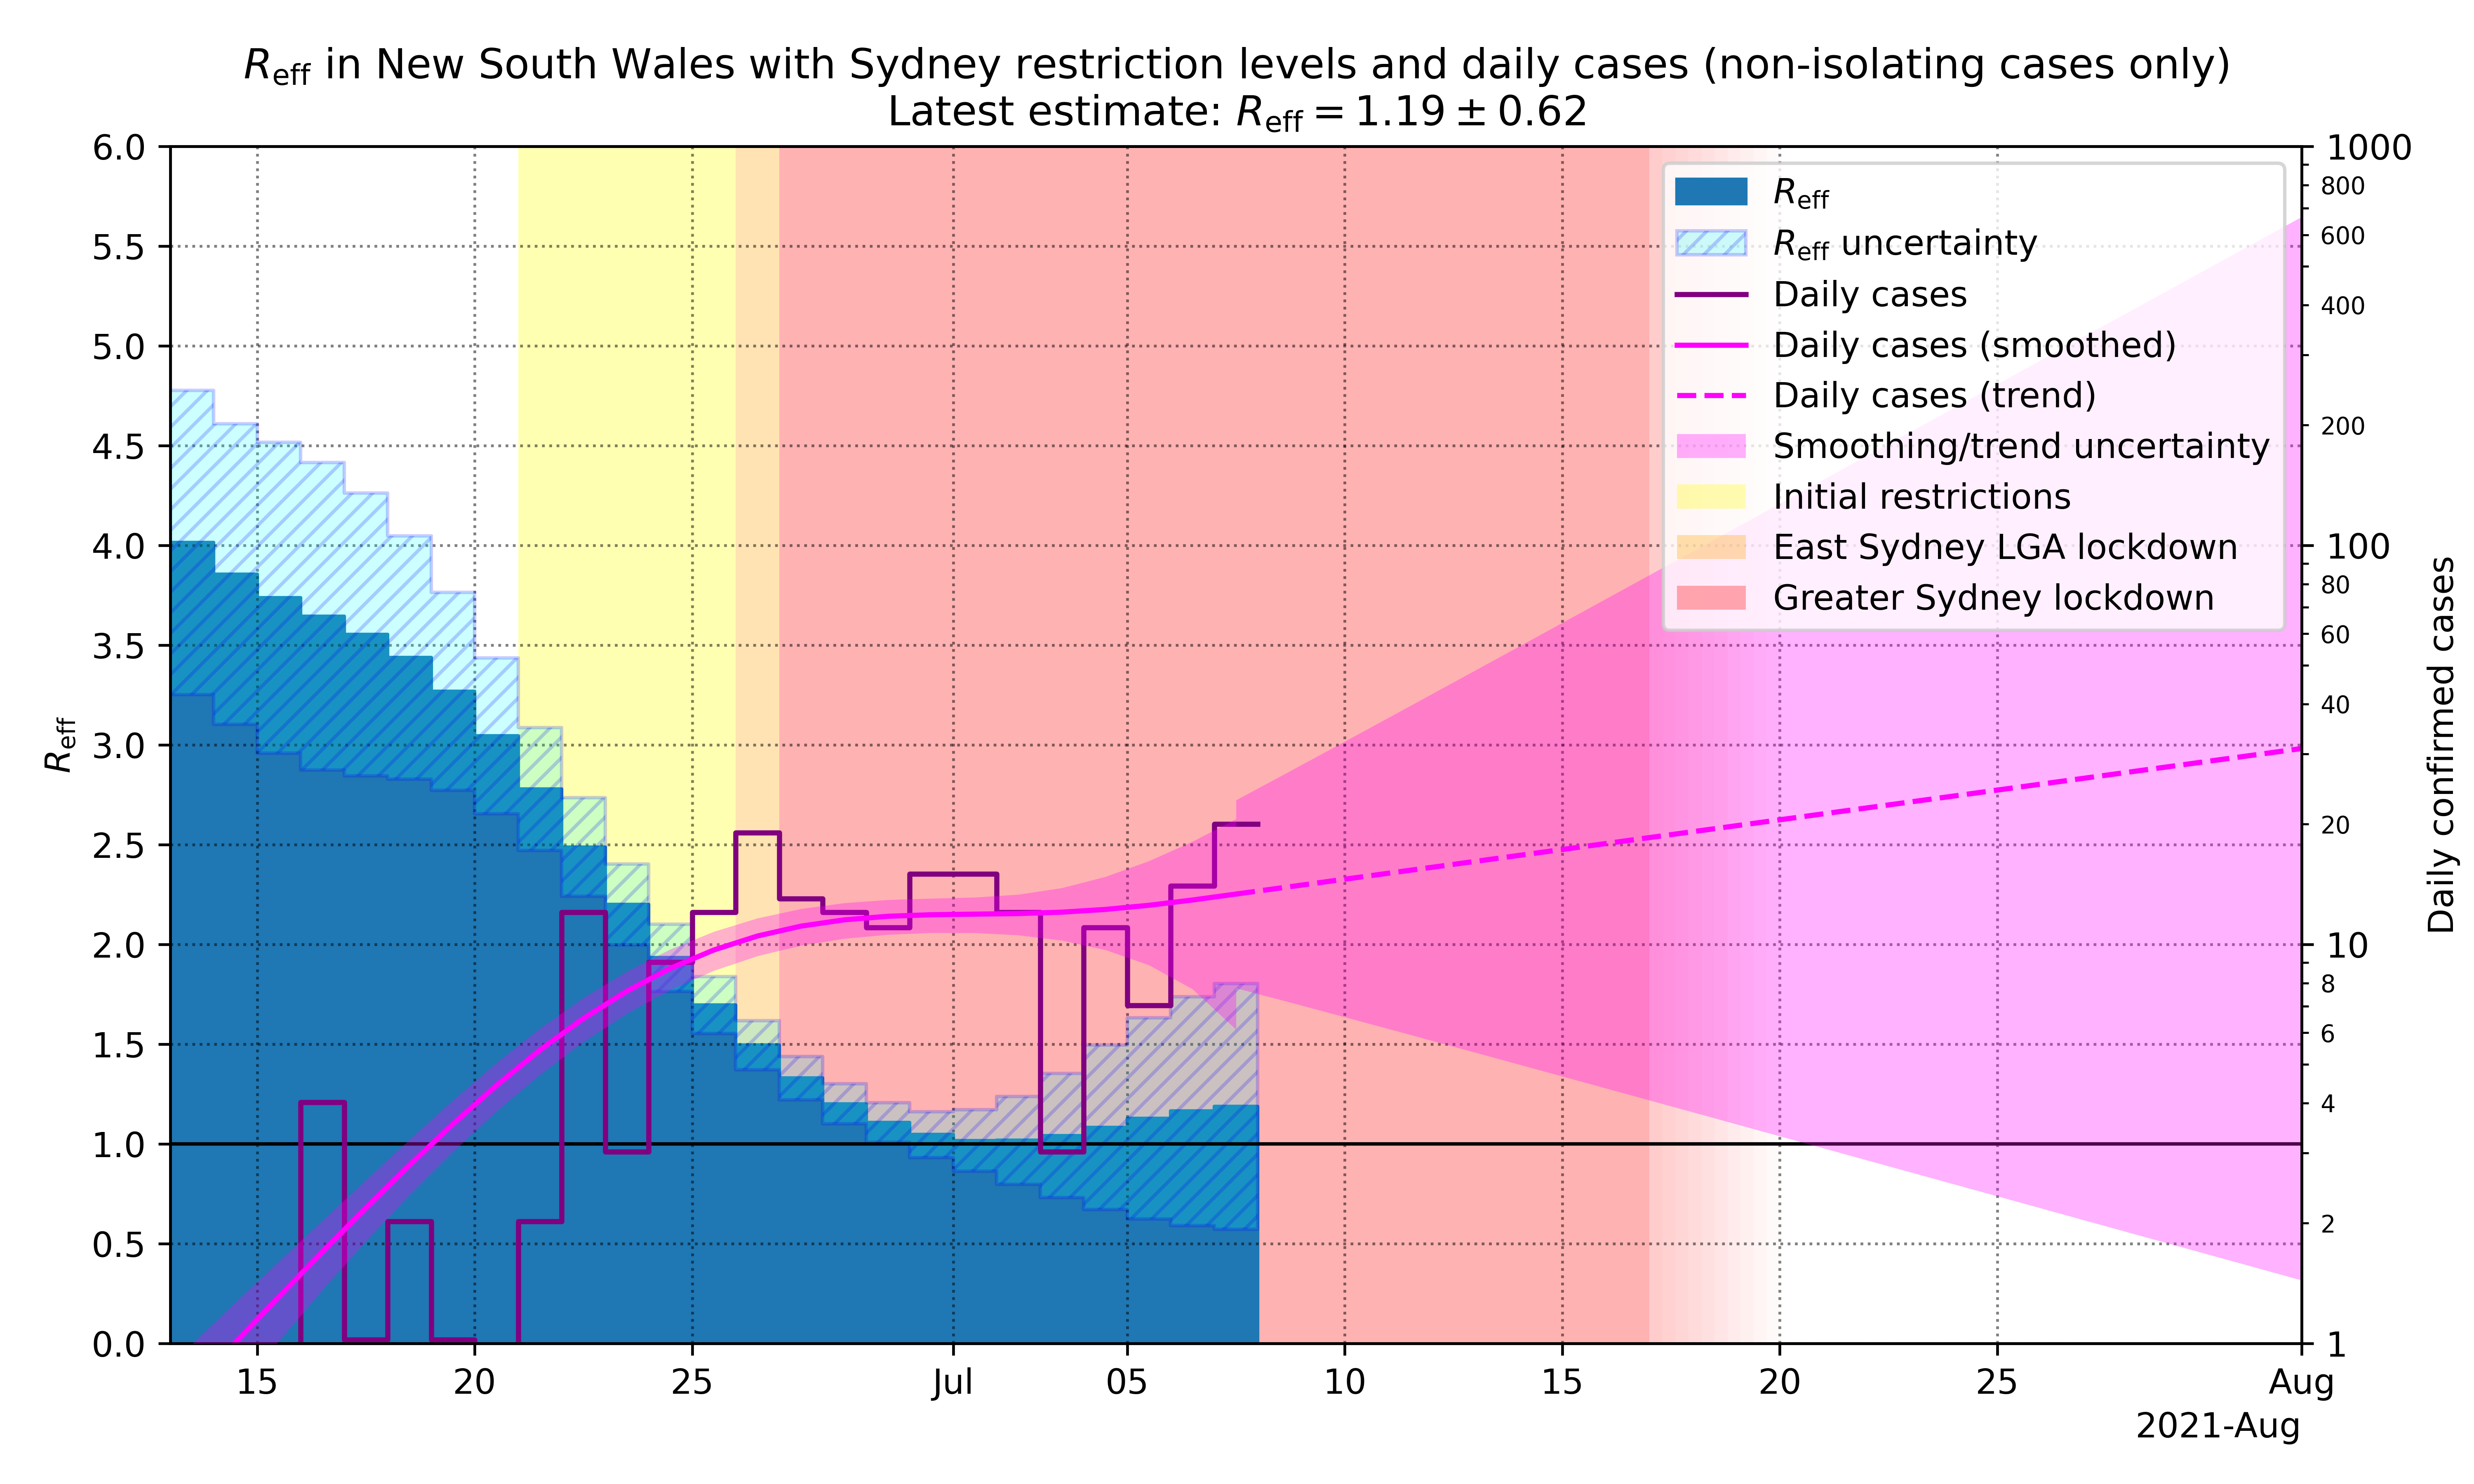 R_eff in New South Wales with Sydney restriction levels and daily cases (non-isolating cases only)
Latest estimate: R_eff = 1.19 ± 0.62
R_eff
6.0
5.5
5.0
4.5
4.0
3.5
3.0
2.5
2.0
1.5
1.0
0.5
0.0
R_eff
R_eff uncertainty
Daily cases
Daily cases (smoothed)
Daily cases (trend)
Smoothing/trend uncertainty
Initial restrictions
East Sydney LGA lockdown
Greater Sydney lockdown
1000
800
600
400
200
100
80
60
40
20
10
8
6
4
2
1
Daily confirmed cases
15 20 25 Jul 05 10 15 20 25 Aug
2021-Aug